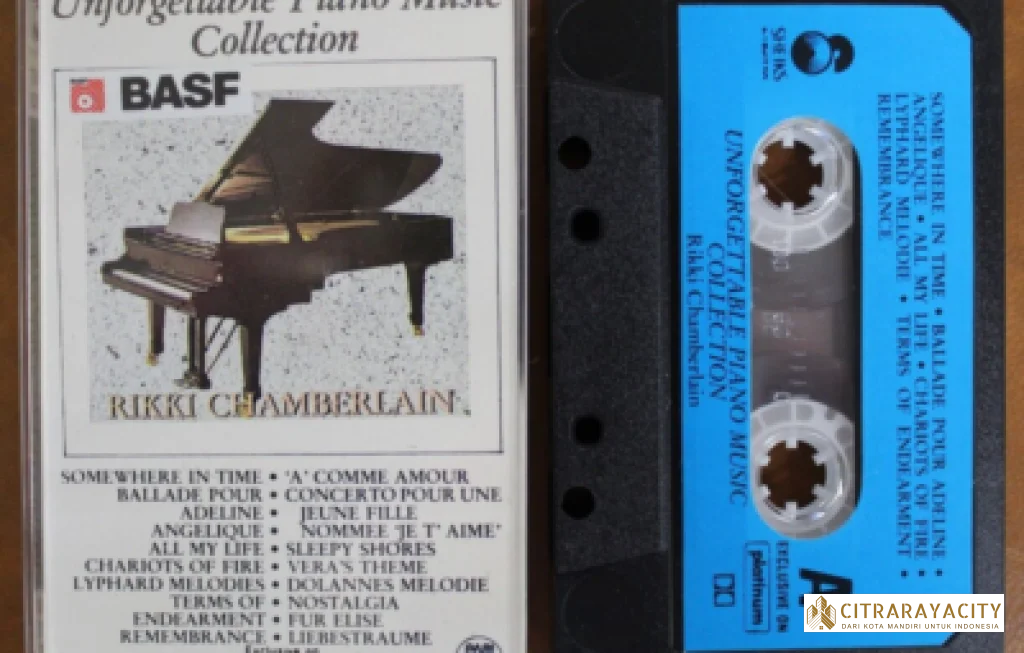 Unforgettable Piano Music
Collection
BASF
RIKKI CHAMBERLAIN
SOMEWHERE IN TIME • 'A' COMME AMOUR
BALLADE POUR • CONCERTO POUR UNE
ADELINE • JEUNE FILLE
ANGELIQUE • NOMMEE 'JE T' AIME'
ALL MY LIFE • SLEEPY SHORES
CHARIOTS OF FIRE • VERA'S THEME
LYPHARD MELODIES • DOLANNES MELODIE
TERMS OF • NOSTALGIA
ENDEARMENT • FUR ELISE
REMEMBRANCE • LIEBESTRAUME
Exclusive on
BASF
SHEIKS
SOMEWHERE IN TIME • BALLADE POUR ADELINE •
ANGELIQUE • ALL MY LIFE • CHARIOTS OF FIRE •
LYPHARD MELODIE • TERMS OF ENDEARMENT •
REMEMBRANCE
UNFORGETTABLE PIANO MUSIC
COLLECTION
Rikki Chamberlain
A
EXCLUSIVE ON
platinum
CITRARAYACITY
DARI KOTA MANDIRI UNTUK INDONESIA